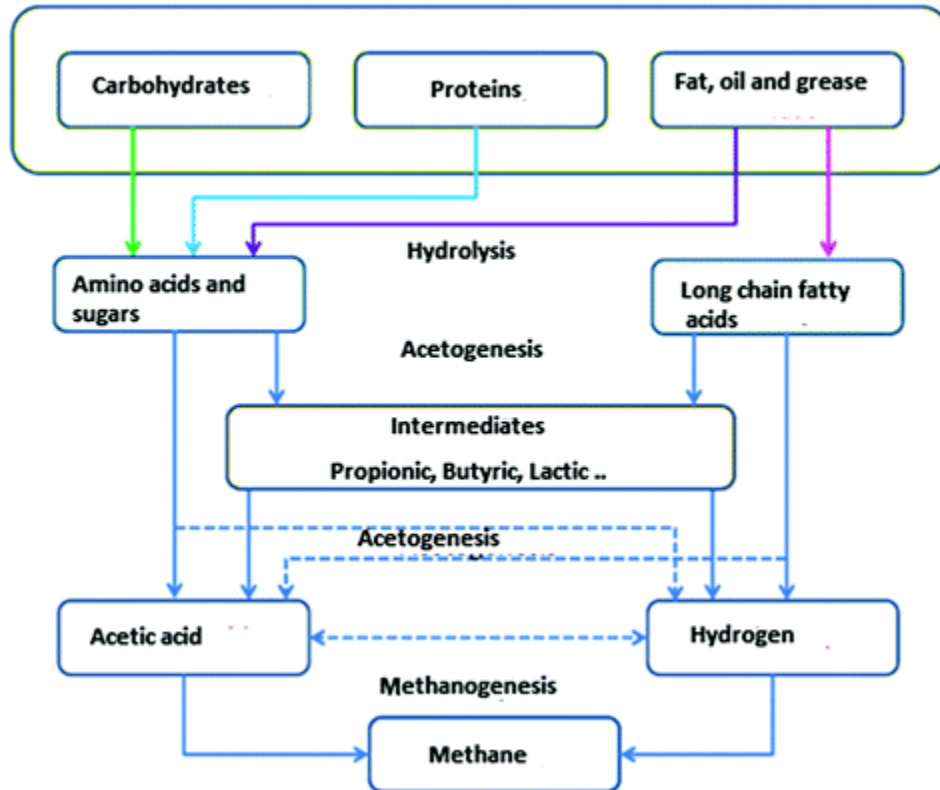 Carbohydrates
Proteins
Fat, oil and grease
Hydrolysis
Amino acids and
sugars
Long chain fatty
acids
Acetogenesis
Intermediates
Propionic, Butyric, Lactic ..
Acetogenesis
Acetic acid
Hydrogen
Methanogenesis
Methane